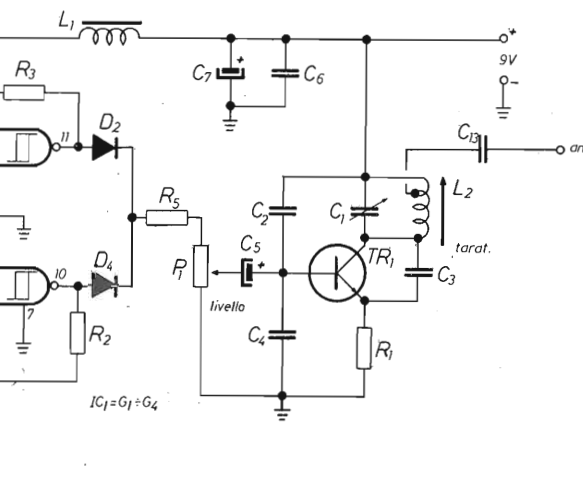 L1
+
R3
C7
+
C6
9V
-
11
D2
C13
an
R5
C2
C1
L2
P1
C5
+
TR1
tarat.
10
D4
C3
livello
7
R2
C4
R1
IC1=G1÷G4